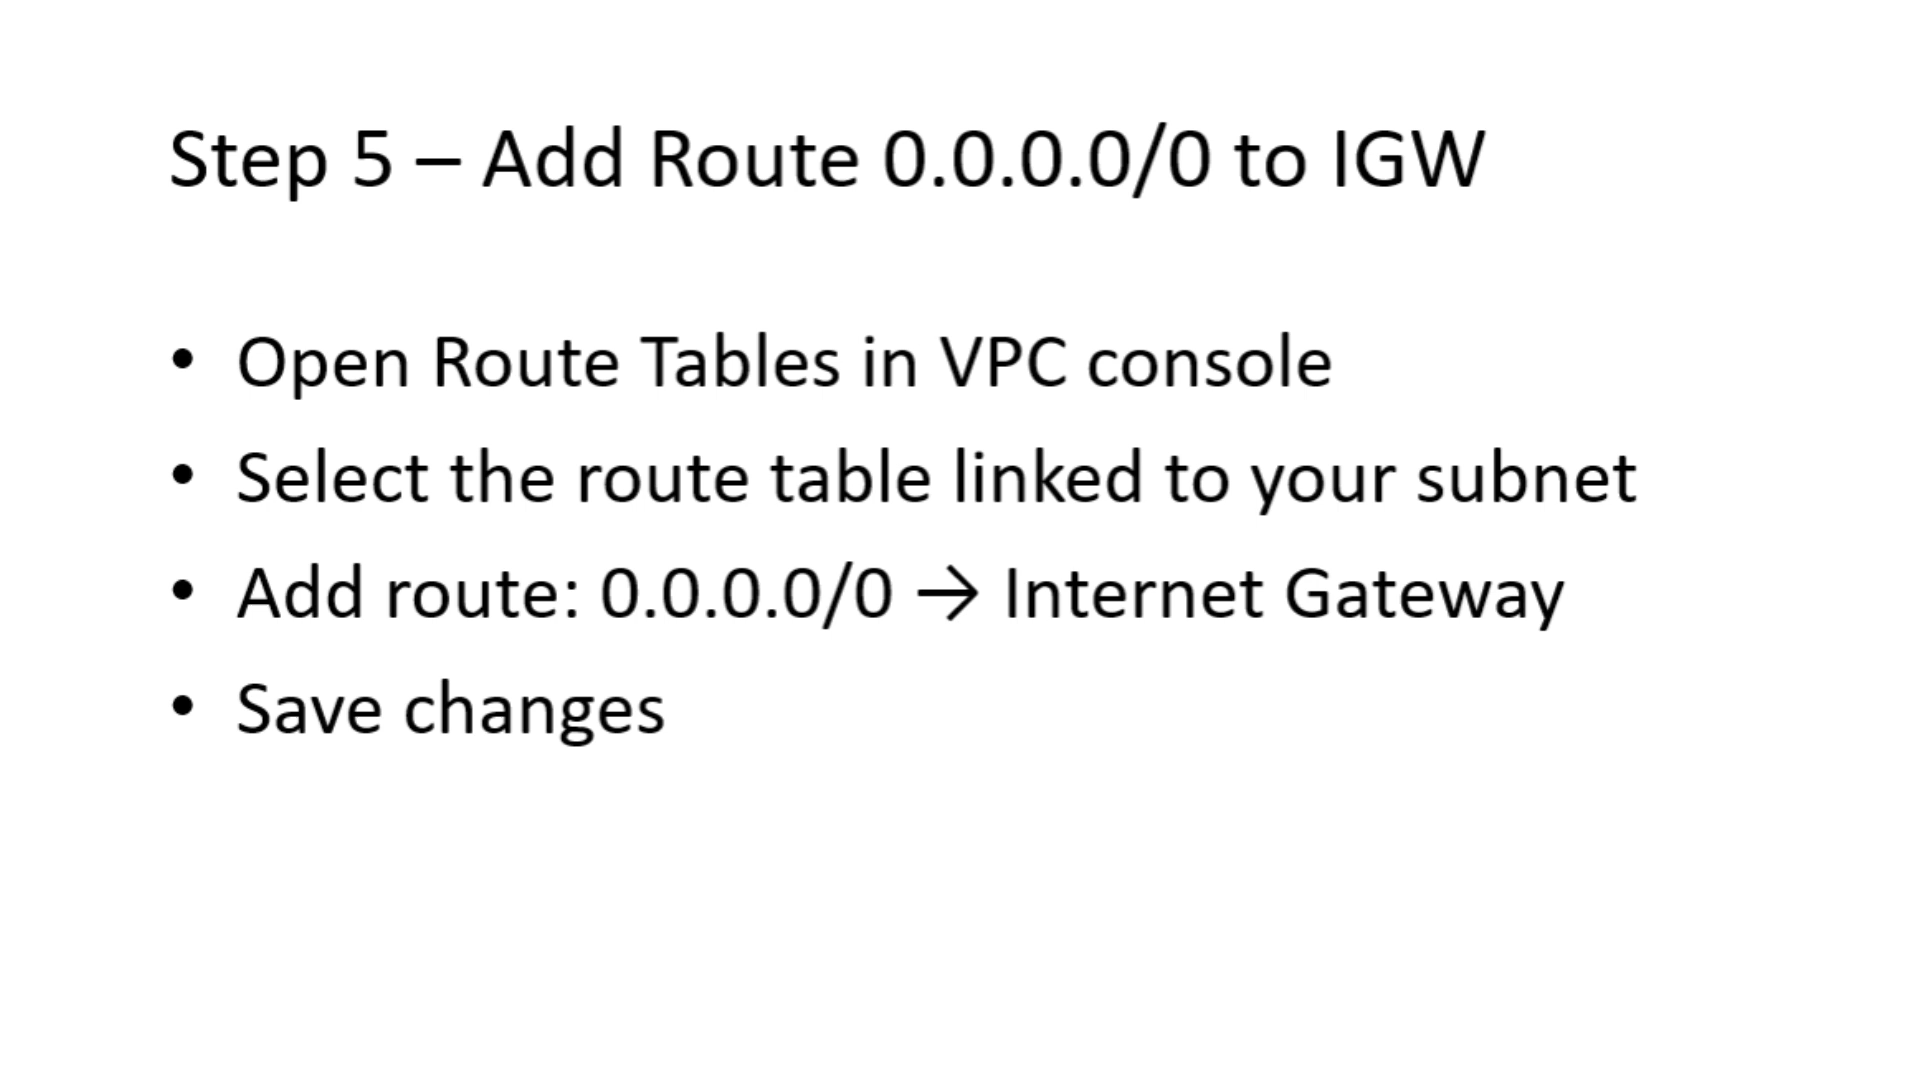 Step 5 – Add Route 0.0.0.0/0 to IGW
• Open Route Tables in VPC console
• Select the route table linked to your subnet
• Add route: 0.0.0.0/0 → Internet Gateway
• Save changes